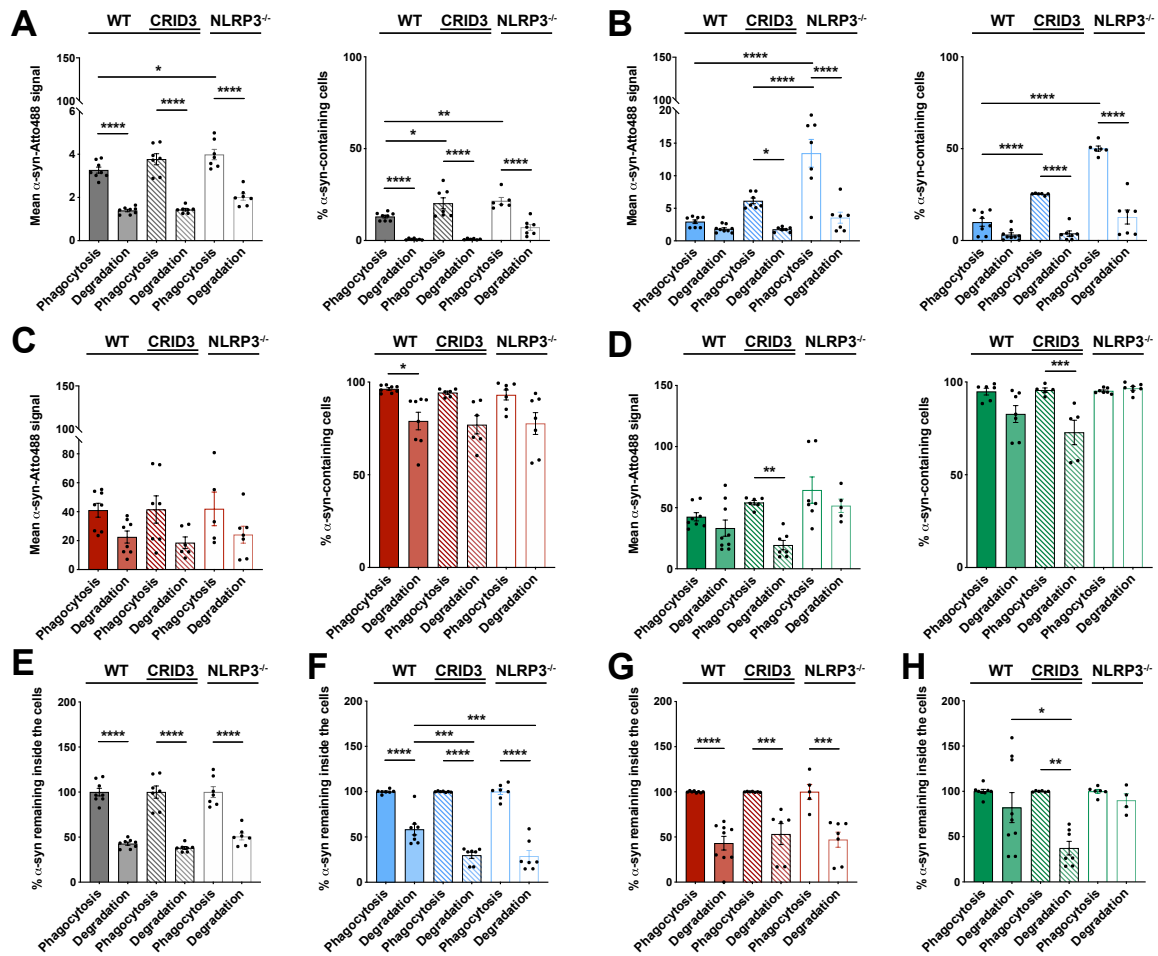 A
WT CRID3 NLRP3-/-
Mean α-syn-Atto488 signal
150
100
6
4
2
0
*
****
****
****
Phagocytosis
Degradation
Phagocytosis
Degradation
Phagocytosis
Degradation
WT CRID3 NLRP3-/-
% α-syn-containing cells
100
50
0
**
*
****
****
****
Phagocytosis
Degradation
Phagocytosis
Degradation
Phagocytosis
Degradation
B
WT CRID3 NLRP3-/-
Mean α-syn-Atto488 signal
150
100
20
15
10
5
0
****
****
****
*
Phagocytosis
Degradation
Phagocytosis
Degradation
Phagocytosis
Degradation
WT CRID3 NLRP3-/-
% α-syn-containing cells
100
50
0
****
****
****
****
Phagocytosis
Degradation
Phagocytosis
Degradation
Phagocytosis
Degradation
C
WT CRID3 NLRP3-/-
Mean α-syn-Atto488 signal
150
100
80
60
40
20
0
Phagocytosis
Degradation
Phagocytosis
Degradation
Phagocytosis
Degradation
WT CRID3 NLRP3-/-
% α-syn-containing cells
100
50
0
*
Phagocytosis
Degradation
Phagocytosis
Degradation
Phagocytosis
Degradation
D
WT CRID3 NLRP3-/-
Mean α-syn-Atto488 signal
150
100
50
0
**
Phagocytosis
Degradation
Phagocytosis
Degradation
Phagocytosis
Degradation
WT CRID3 NLRP3-/-
% α-syn-containing cells
100
50
0
***
Phagocytosis
Degradation
Phagocytosis
Degradation
Phagocytosis
Degradation
E
WT CRID3 NLRP3-/-
% α-syn remaining inside the cells
200
150
100
50
0
****
****
****
Phagocytosis
Degradation
Phagocytosis
Degradation
Phagocytosis
Degradation
F
WT CRID3 NLRP3-/-
% α-syn remaining inside the cells
200
150
100
50
0
***
***
****
****
****
Phagocytosis
Degradation
Phagocytosis
Degradation
Phagocytosis
Degradation
G
WT CRID3 NLRP3-/-
% α-syn remaining inside the cells
200
150
100
50
0
****
***
***
Phagocytosis
Degradation
Phagocytosis
Degradation
Phagocytosis
Degradation
H
WT CRID3 NLRP3-/-
% α-syn remaining inside the cells
200
150
100
50
0
*
**
Phagocytosis
Degradation
Phagocytosis
Degradation
Phagocytosis
Degradation